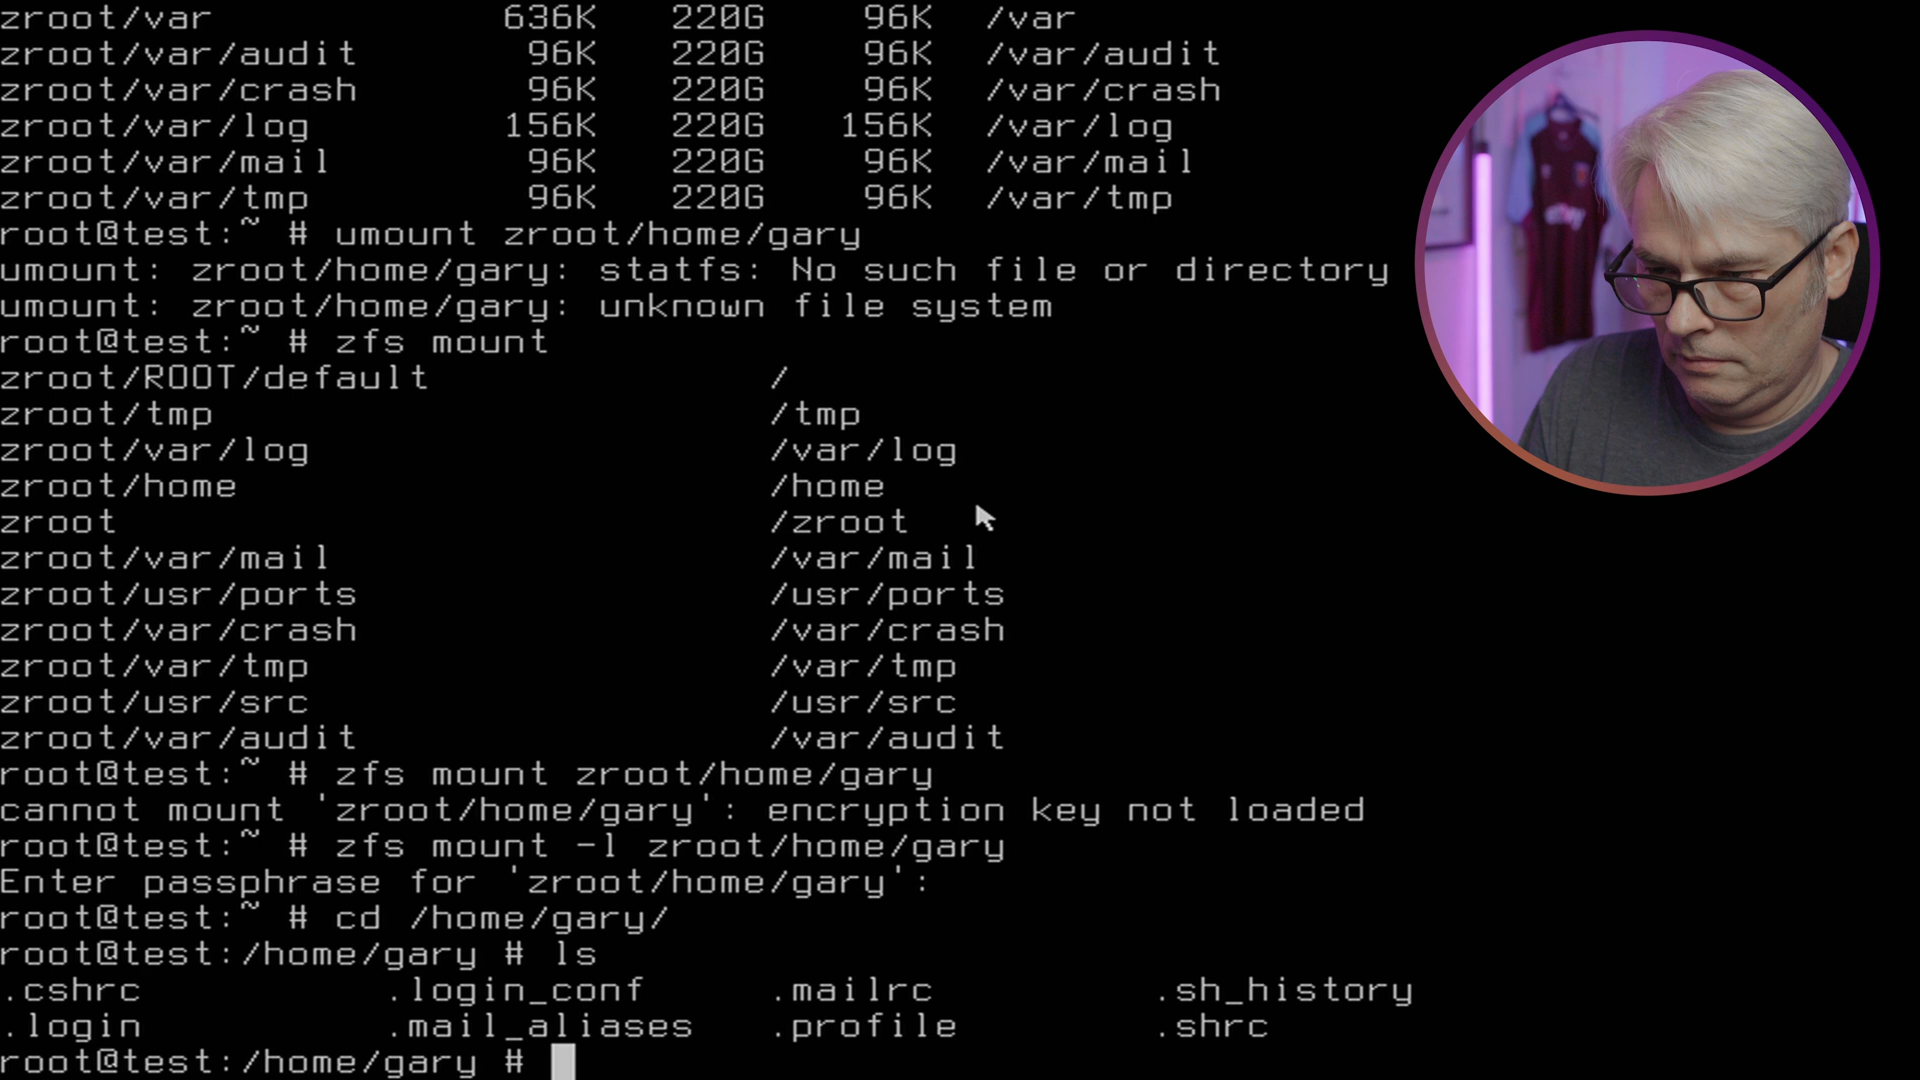 zroot/var 636K 220G 96K /var
zroot/var/audit 96K 220G 96K /var/audit
zroot/var/crash 96K 220G 96K /var/crash
zroot/var/log 156K 220G 156K /var/log
zroot/var/mail 96K 220G 96K /var/mail
zroot/var/tmp 96K 220G 96K /var/tmp
root@test:~ # umount zroot/home/gary
umount: zroot/home/gary: statfs: No such file or directory
umount: zroot/home/gary: unknown file system
root@test:~ # zfs mount
zroot/ROOT/default /
zroot/tmp /tmp
zroot/var/log /var/log
zroot/home /home
zroot /zroot
zroot/var/mail /var/mail
zroot/usr/ports /usr/ports
zroot/var/crash /var/crash
zroot/var/tmp /var/tmp
zroot/usr/src /usr/src
zroot/var/audit /var/audit
root@test:~ # zfs mount zroot/home/gary
cannot mount 'zroot/home/gary': encryption key not loaded
root@test:~ # zfs mount -l zroot/home/gary
Enter passphrase for 'zroot/home/gary':
root@test:~ # cd /home/gary/
root@test:/home/gary # ls
.cshrc .login_conf .mailrc .sh_history
.login .mail_aliases .profile .shrc
root@test:/home/gary #